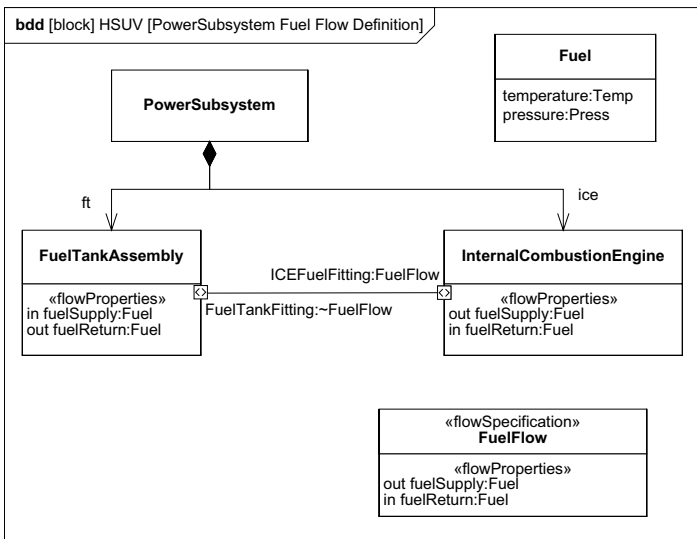 bdd [block] HSUV [PowerSubsystem Fuel Flow Definition]
Fuel
temperature:Temp
pressure:Press
PowerSubsystem
ft
ice
FuelTankAssembly
«flowProperties»
in fuelSupply:Fuel
out fuelReturn:Fuel
ICEFuelFitting:FuelFlow
FuelTankFitting:~FuelFlow
InternalCombustionEngine
«flowProperties»
out fuelSupply:Fuel
in fuelReturn:Fuel
«flowSpecification»
FuelFlow
«flowProperties»
out fuelSupply:Fuel
in fuelReturn:Fuel